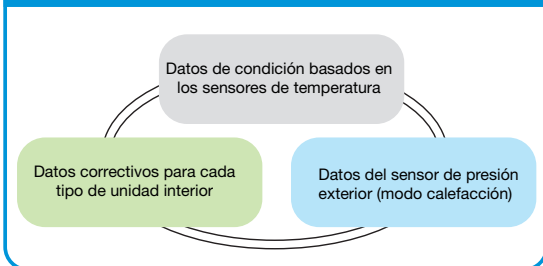 Datos de condición basados en
los sensores de temperatura
Datos correctivos para cada
tipo de unidad interior
Datos del sensor de presión
exterior (modo calefacción)